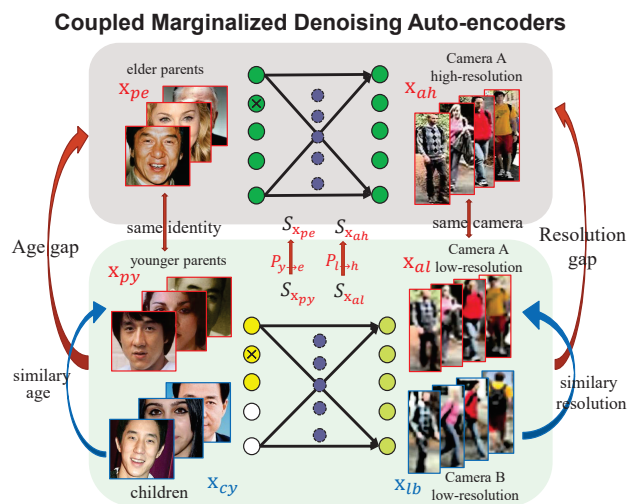 Coupled Marginalized Denoising Auto-encoders
elder parents
x_pe
Camera A
high-resolution
x_ah
same identity
S_x_pe
S_x_ah
same camera
Age gap
Resolution
gap
younger parents
x_py
P_y→e
P_l→h
S_x_py
S_x_al
x_al
Camera A
low-resolution
similary
age
similary
resolution
children
x_cy
x_lb
Camera B
low-resolution